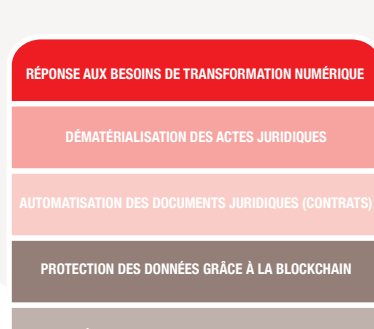 RÉPONSE AUX BESOINS DE TRANSFORMATION NUMÉRIQUE
DÉMATÉRIALISATION DES ACTES JURIDIQUES
AUTOMATISATION DES DOCUMENTS JURIDIQUES (CONTRATS)
PROTECTION DES DONNÉES GRÂCE À LA BLOCKCHAIN